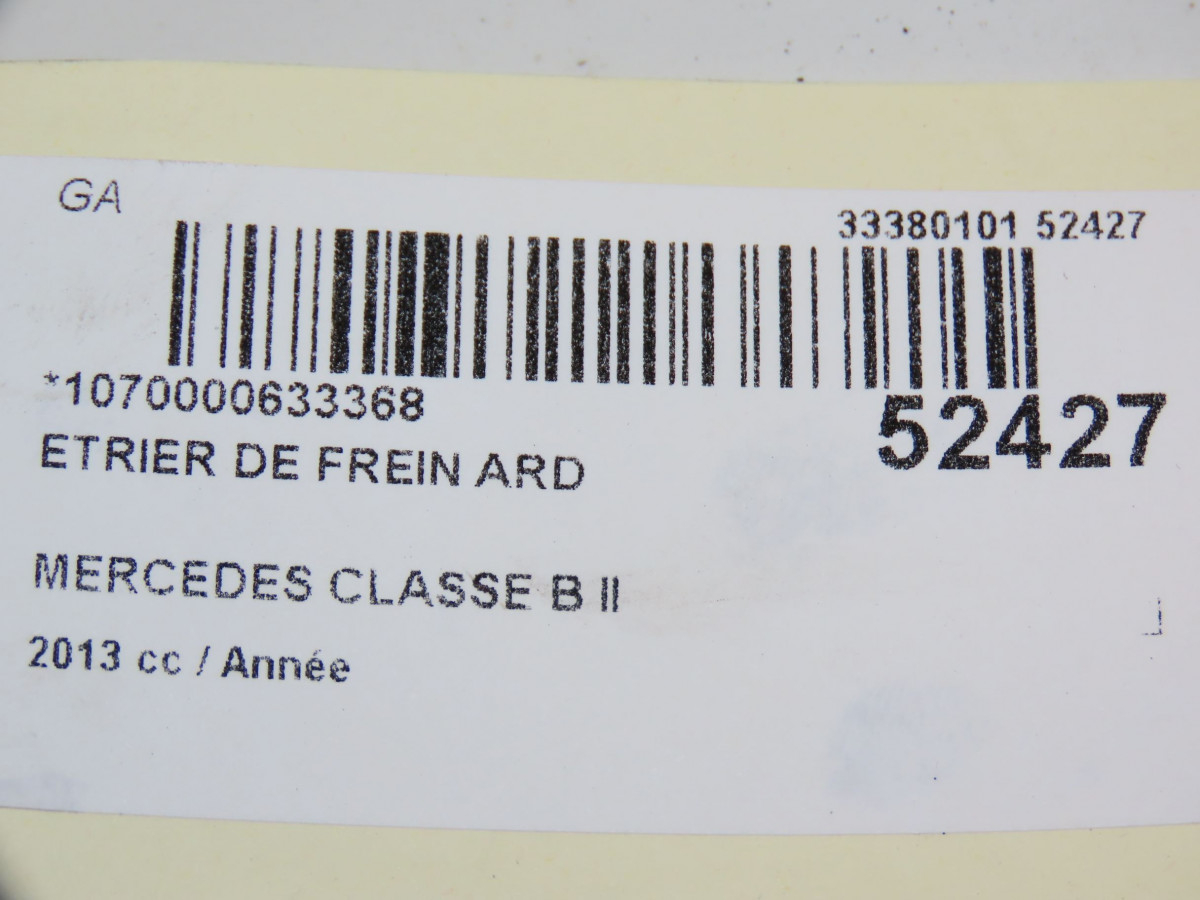 GA
33380101 52427
*1070000633368
52427
ETRIER DE FREIN ARD
MERCEDES CLASSE B II
2013 cc / Année